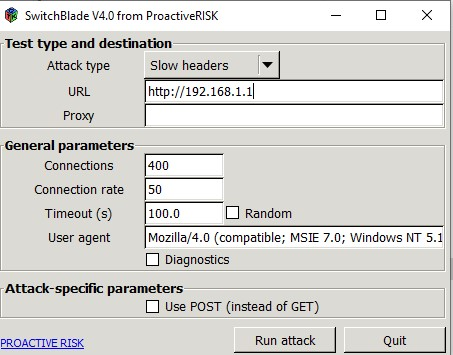 SwitchBlade V4.0 from ProactiveRISK
Test type and destination
Attack type Slow headers
URL http://192.168.1.1
Proxy
General parameters
Connections 400
Connection rate 50
Timeout (s) 100.0 Random
User agent Mozilla/4.0 (compatible; MSIE 7.0; Windows NT 5.1
Diagnostics
Attack-specific parameters
Use POST (instead of GET)
PROACTIVE RISK Run attack Quit